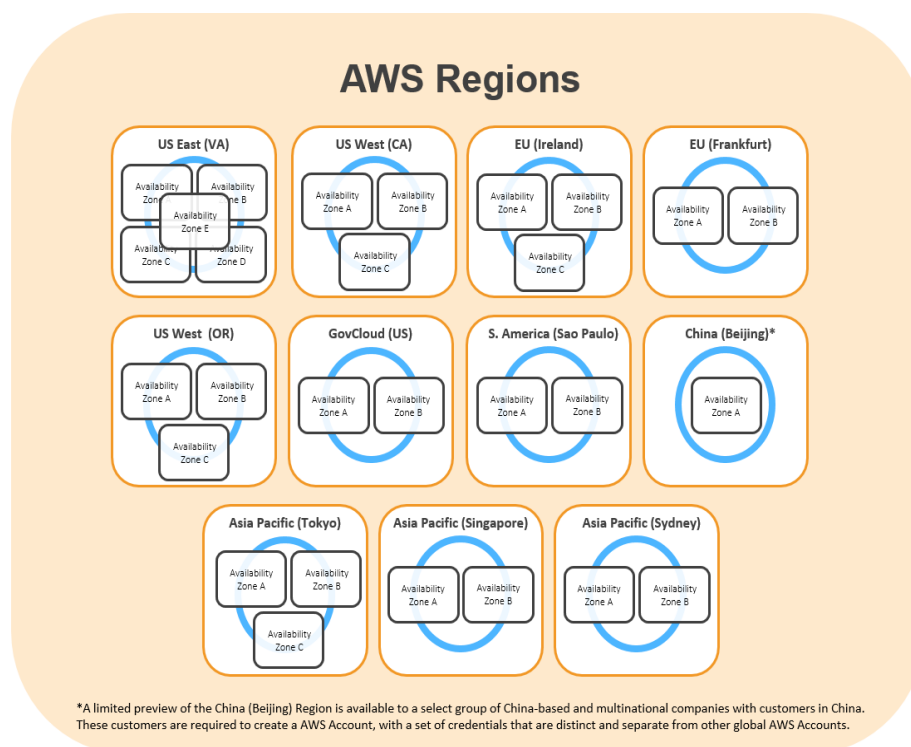 AWS Regions
US East (VA)
Availability
Zone
Availability
Zone B
Availability
Zone E
Availability
Zone C
Availability
Zone D
US West (CA)
Availability
Zone A
Availability
Zone B
Availability
Zone C
EU (Ireland)
Availability
Zone A
Availability
Zone B
Availability
Zone C
EU (Frankfurt)
Availability
Zone A
Availability
Zone B
US West (OR)
Availability
Zone A
Availability
Zone B
Availability
Zone C
GovCloud (US)
Availability
Zone A
Availability
Zone B
S. America (Sao Paulo)
Availability
Zone A
Availability
Zone B
China (Beijing)*
Availability
Zone A
Asia Pacific (Tokyo)
Availability
Zone A
Availability
Zone B
Availability
Zone C
Asia Pacific (Singapore)
Availability
Zone A
Availability
Zone B
Asia Pacific (Sydney)
Availability
Zone A
Availability
Zone B
*A limited preview of the China (Beijing) Region is available to a select group of China-based and multinational companies with customers in China.
These customers are required to create a AWS Account, with a set of credentials that are distinct and separate from other global AWS Accounts.